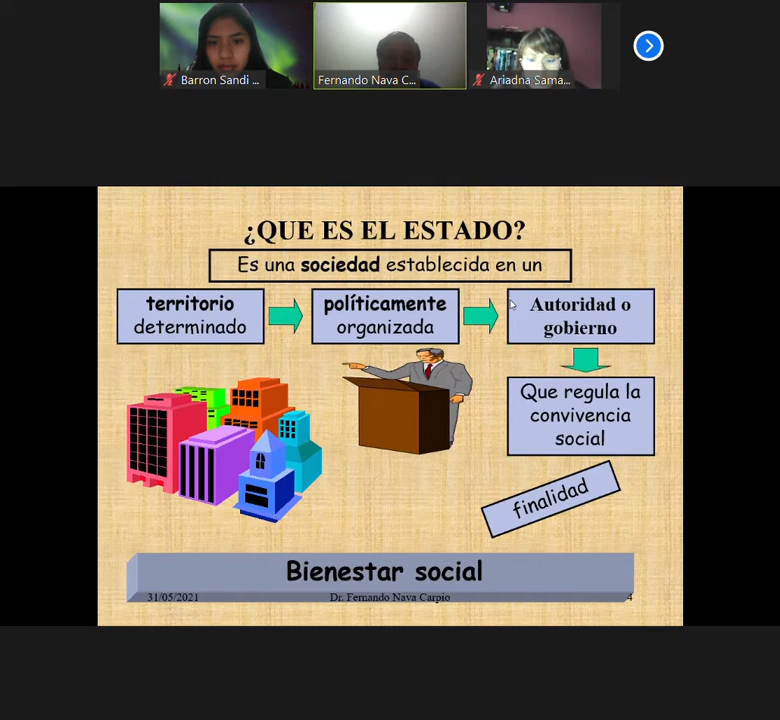 Barron Sandi ...
Fernando Nava C...
Ariadna Sama...
¿QUE ES EL ESTADO?
Es una sociedad establecida en un
territorio
determinado
políticamente
organizada
Autoridad o
gobierno
Que regula la
convivencia
social
finalidad
Bienestar social
31/05/2021
Dr. Fernando Nava Carpio
4